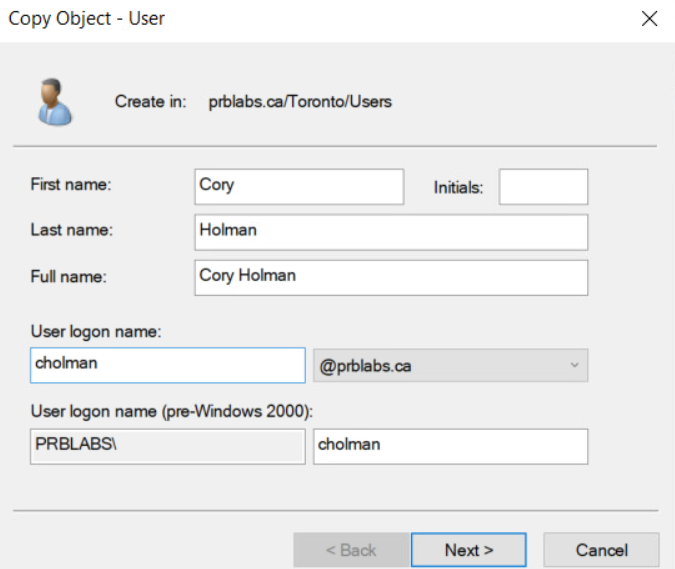 Copy Object - User
Create in: prblabs.ca/Toronto/Users
First name: Cory Initials:
Last name: Holman
Full name: Cory Holman
User logon name:
cholman @prblabs.ca
User logon name (pre-Windows 2000):
PRBLABS\ cholman
< Back Next > Cancel